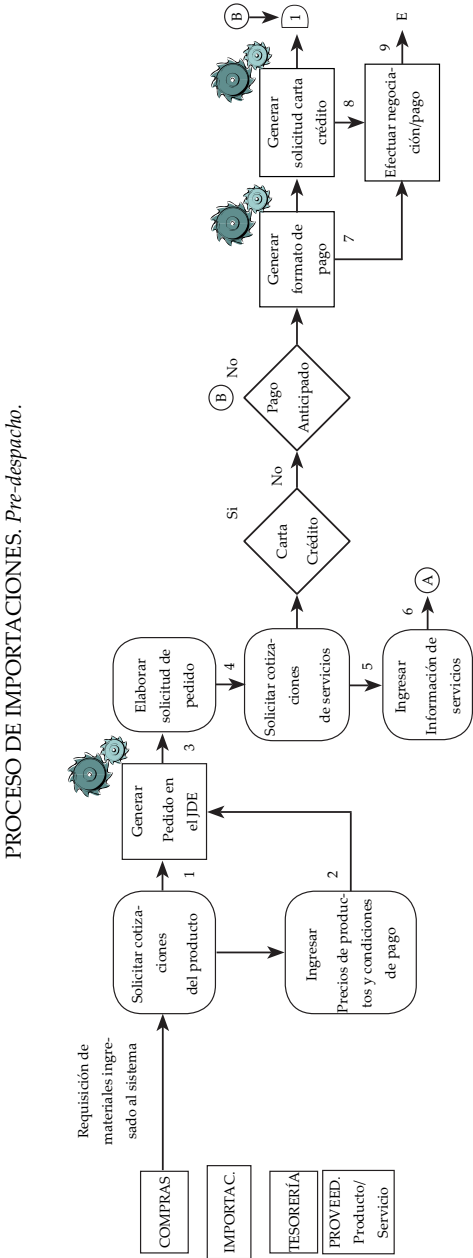 PROCESO DE IMPORTACIONES. Pre-despacho.
COMPRAS
IMPORTAC.
TESORERÍA
PROVEED.
Producto/
Servicio
Requisición de
materiales ingre-
sado al sistema
Solicitar cotiza-
ciones
del producto
1
Ingresar
Precios de produc-
tos y condiciones
de pago
2
Generar
Pedido en
el JDE
3
Elaborar
solicitud de
pedido
4
Solicitar cotiza-
ciones
de servicios
5
Ingresar
Información de
servicios
6
A
Carta
Crédito
Si
No
Pago
Anticipado
B
No
Generar
formato de
pago
7
Generar
solicitud carta
crédito
8
B
1
Efectuar negocia-
ción/pago
9
E